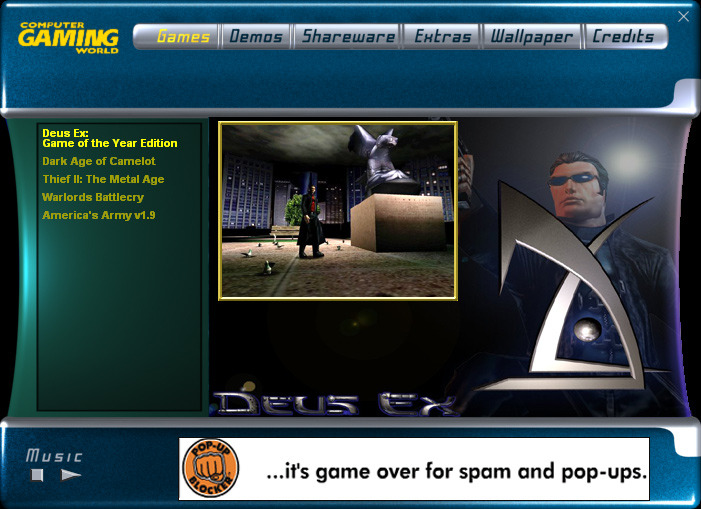 COMPUTER
GAMING
WORLD
Games
Demos
Shareware
Extras
Wallpaper
Credits
Deus Ex:
Game of the Year Edition
Dark Age of Camelot
Thief II: The Metal Age
Warlords Battlecry
America's Army v1.9
Deus Ex
Music
POP-UP
BLOCKER
...it's game over for spam and pop-ups.